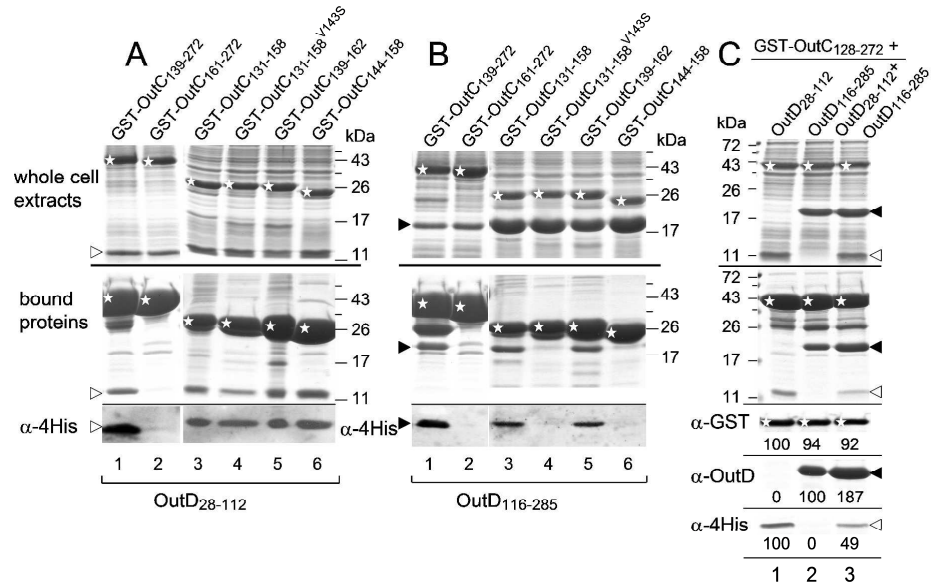 A
GST-OutC139-272
GST-OutC161-272
GST-OutC131-158
GST-OutC131-158 V143S
GST-OutC139-162
GST-OutC144-158
kDa
whole cell
extracts
43
26
17
11
bound
proteins
43
26
17
11
α-4His
1 2 3 4 5 6
OutD28-112
B
GST-OutC139-272
GST-OutC161-272
GST-OutC131-158
GST-OutC131-158 V143S
GST-OutC139-162
GST-OutC144-158
kDa
43
26
17
43
26
17
α-4His
1 2 3 4 5 6
OutD116-285
C
GST-OutC128-272 +
OutD28-112
OutD116-285
OutD28-112+
OutD116-285
kDa
72
43
26
17
11
72
43
26
17
11
α-GST
100 94 92
α-OutD
0 100 187
α-4His
100 0 49
1 2 3